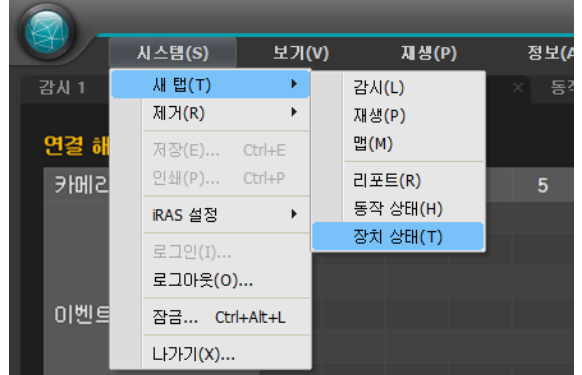 시스템(S) 보기(V) 재생(P) 정보(A
감시 1 × 동작
새 탭(T)
제거(R)
저장(E)... Ctrl+E
인쇄(P)... Ctrl+P
iRAS 설정
로그인(I)...
로그아웃(O)...
잠금... Ctrl+Alt+L
나가기(X)...
감시(L)
재생(P)
맵(M)
리포트(R)
동작 상태(H)
장치 상태(T)
연결 해
카메라
5
이벤트